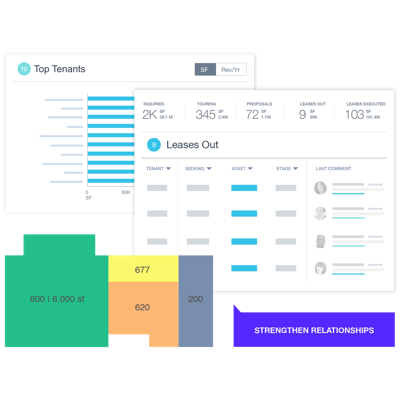 10 Top Tenants SF Rev/Yr
INQUIRIES TOURING PROPOSALS LEASES OUT LEASES EXECUTED
2K SF 345 SF 72 SF 9 SF 103 SF
28.1 M 3.4M 1.1M 30K 101.4M
9 Leases Out
TENANT SEEKING ASSET STAGE LAST COMMENT
0 50K
SF
677
600 | 6,000 sf 620 200
STRENGTHEN RELATIONSHIPS